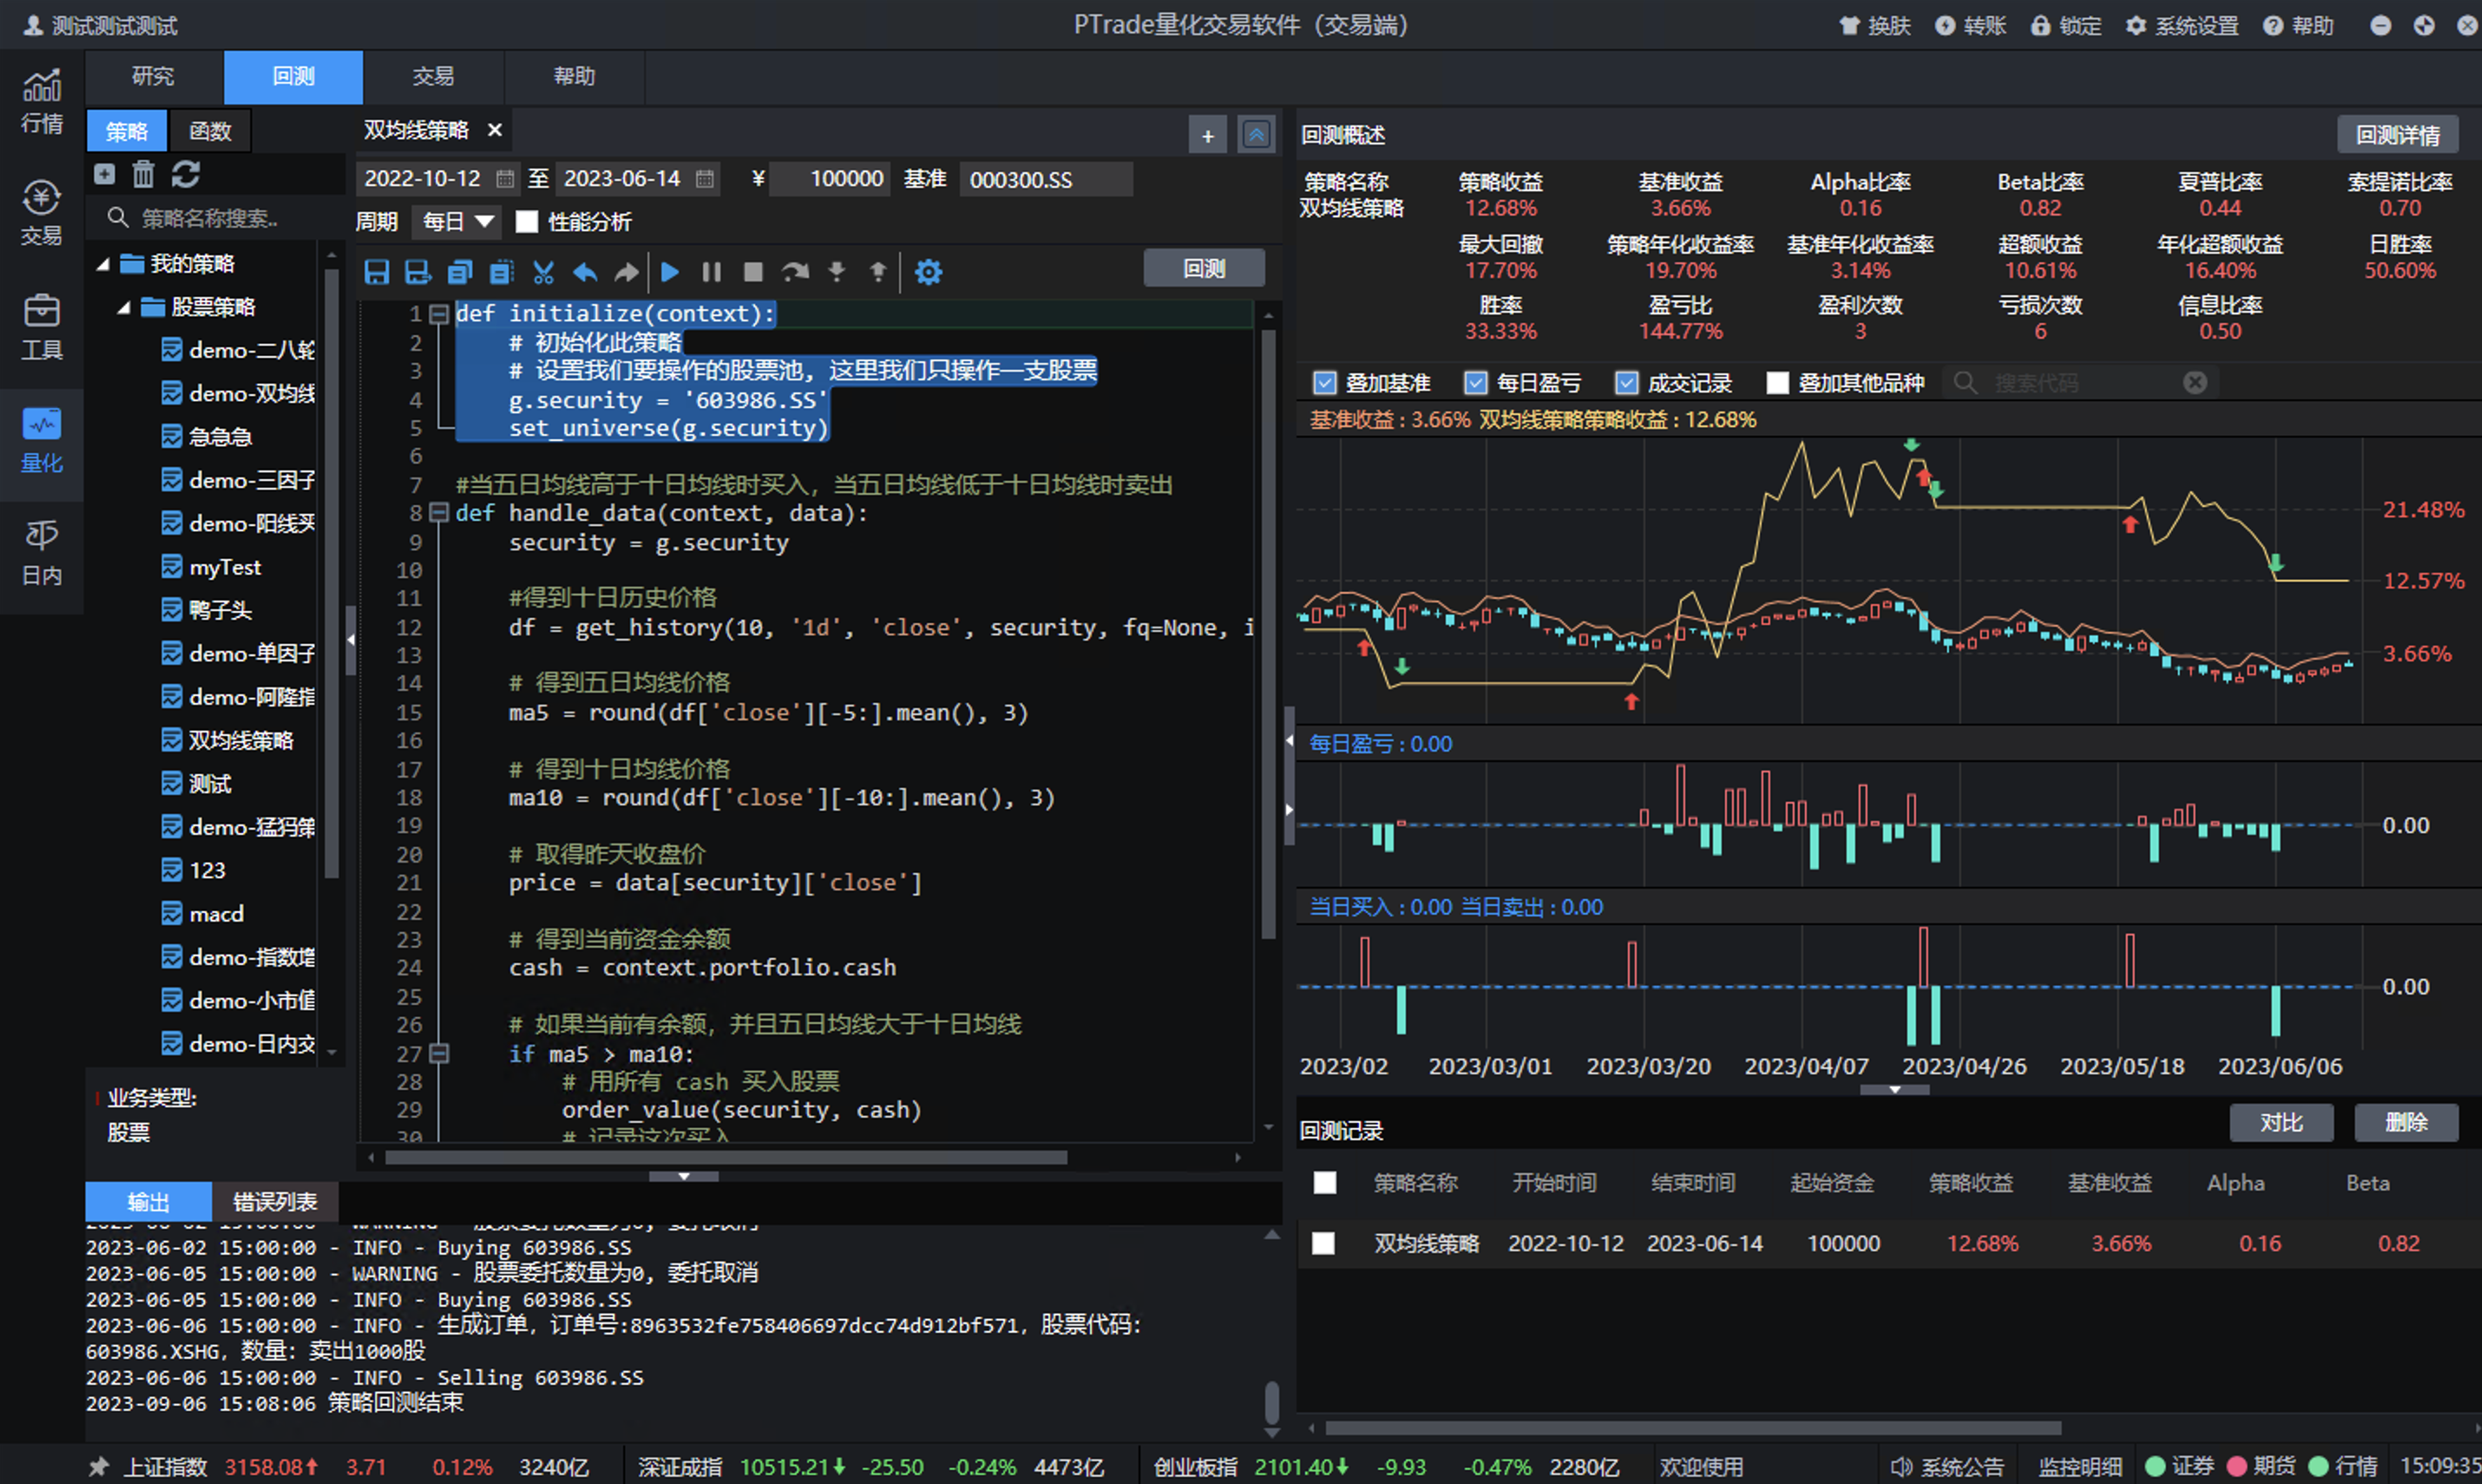 测试测试测试
PTrade量化交易软件（交易端）
换肤 转账 锁定 系统设置 帮助
行情
交易
工具
量化
日内
研究 回测 交易 帮助
策略 函数
策略名称搜索..
我的策略
股票策略
demo-二八轮
demo-双均线
急急急
demo-三因子
demo-阳线买
myTest
鸭子头
demo-单因子
demo-阿隆指
双均线策略
测试
demo-猛犸策
123
macd
demo-指数增
demo-小市值
demo-日内交
业务类型:
股票
双均线策略
2022-10-12 至 2023-06-14 ¥ 100000 基准 000300.SS
周期 每日 性能分析
回测
1 def initialize(context):
2 # 初始化此策略
3 # 设置我们要操作的股票池，这里我们只操作一支股票
4 g.security = '603986.SS'
5 set_universe(g.security)
6
7 #当五日均线高于十日均线时买入，当五日均线低于十日均线时卖出
8 def handle_data(context, data):
9 security = g.security
10
11 #得到十日历史价格
12 df = get_history(10, '1d', 'close', security, fq=None, i
13
14 # 得到五日均线价格
15 ma5 = round(df['close'][-5:].mean(), 3)
16
17 # 得到十日均线价格
18 ma10 = round(df['close'][-10:].mean(), 3)
19
20 # 取得昨天收盘价
21 price = data[security]['close']
22
23 # 得到当前资金余额
24 cash = context.portfolio.cash
25
26 # 如果当前有余额，并且五日均线大于十日均线
27 if ma5 > ma10:
28 # 用所有 cash 买入股票
29 order_value(security, cash)
30 # 记录这次买入
输出 错误列表
2023-06-02 15:00:00 - WARNING - 股票委托数量为0, 委托取消
2023-06-02 15:00:00 - INFO - Buying 603986.SS
2023-06-05 15:00:00 - WARNING - 股票委托数量为0, 委托取消
2023-06-05 15:00:00 - INFO - Buying 603986.SS
2023-06-06 15:00:00 - INFO - 生成订单, 订单号:8963532fe758406697dcc74d912bf571, 股票代码:
603986.XSHG, 数量: 卖出1000股
2023-06-06 15:00:00 - INFO - Selling 603986.SS
2023-09-06 15:08:06 策略回测结束
回测概述 回测详情
策略名称 策略收益 基准收益 Alpha比率 Beta比率 夏普比率 索提诺比率
双均线策略 12.68% 3.66% 0.16 0.82 0.44 0.70
最大回撤 策略年化收益率 基准年化收益率 超额收益 年化超额收益 日胜率
17.70% 19.70% 3.14% 10.61% 16.40% 50.60%
胜率 盈亏比 盈利次数 亏损次数 信息比率
33.33% 144.77% 3 6 0.50
叠加基准 每日盈亏 成交记录 叠加其他品种 搜索代码
基准收益 : 3.66% 双均线策略策略收益 : 12.68%
21.48%
12.57%
3.66%
每日盈亏 : 0.00
0.00
当日买入 : 0.00 当日卖出 : 0.00
0.00
2023/02 2023/03/01 2023/03/20 2023/04/07 2023/04/26 2023/05/18 2023/06/06
回测记录 对比 删除
策略名称 开始时间 结束时间 起始资金 策略收益 基准收益 Alpha Beta
双均线策略 2022-10-12 2023-06-14 100000 12.68% 3.66% 0.16 0.82
上证指数 3158.08 3.71 0.12% 3240亿 深证成指 10515.21 -25.50 -0.24% 4473亿 创业板指 2101.40 -9.93 -0.47% 2280亿 欢迎使用 系统公告 监控明细 证券 期货 行情 15:09:35